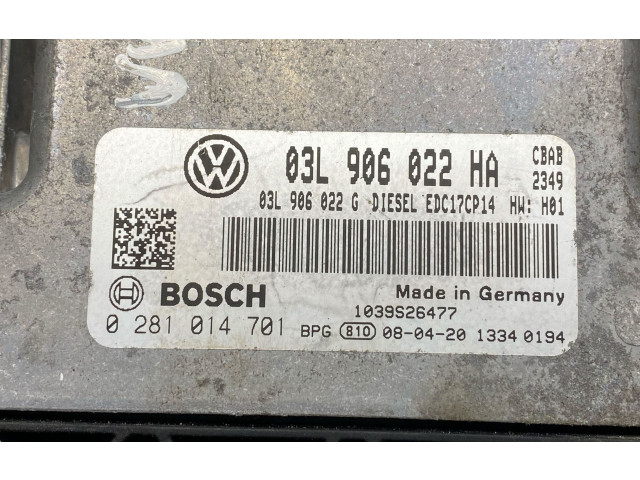 03L 906 022 HA CBAB
2349
03L 906 022 G DIESEL EDC17CP14 HW: H01
BOSCH Made in Germany
1039S26477
0 281 014 701 BPG 810 08-04-20 1334 0194